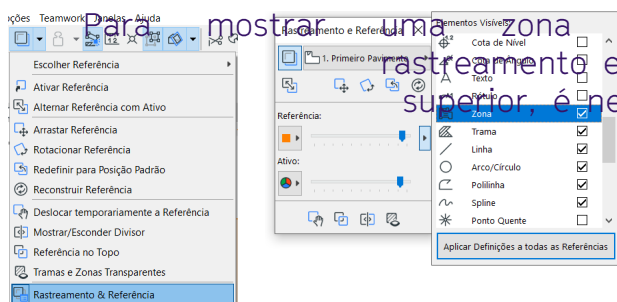 ções Teamwork Janelas Ajuda
Para mostrar uma zona
rastreamento e
superior, é ne
Escolher Referência
Ativar Referência
Alternar Referência com Ativo
Arrastar Referência
Rotacionar Referência
Redefinir para Posição Padrão
Reconstruir Referência
Deslocar temporariamente a Referência
Mostrar/Esconder Divisor
Referência no Topo
Tramas e Zonas Transparentes
Rastreamento & Referência
Rastreamento e Referência
1. Primeiro Pavimento
Referência:
Ativo:
Elementos Visíveis:
Cota de Nível
Cota de Ângulo
Texto
Rótulo
Zona
Trama
Linha
Arco/Círculo
Polilinha
Spline
Ponto Quente
Aplicar Definições a todas as Referências